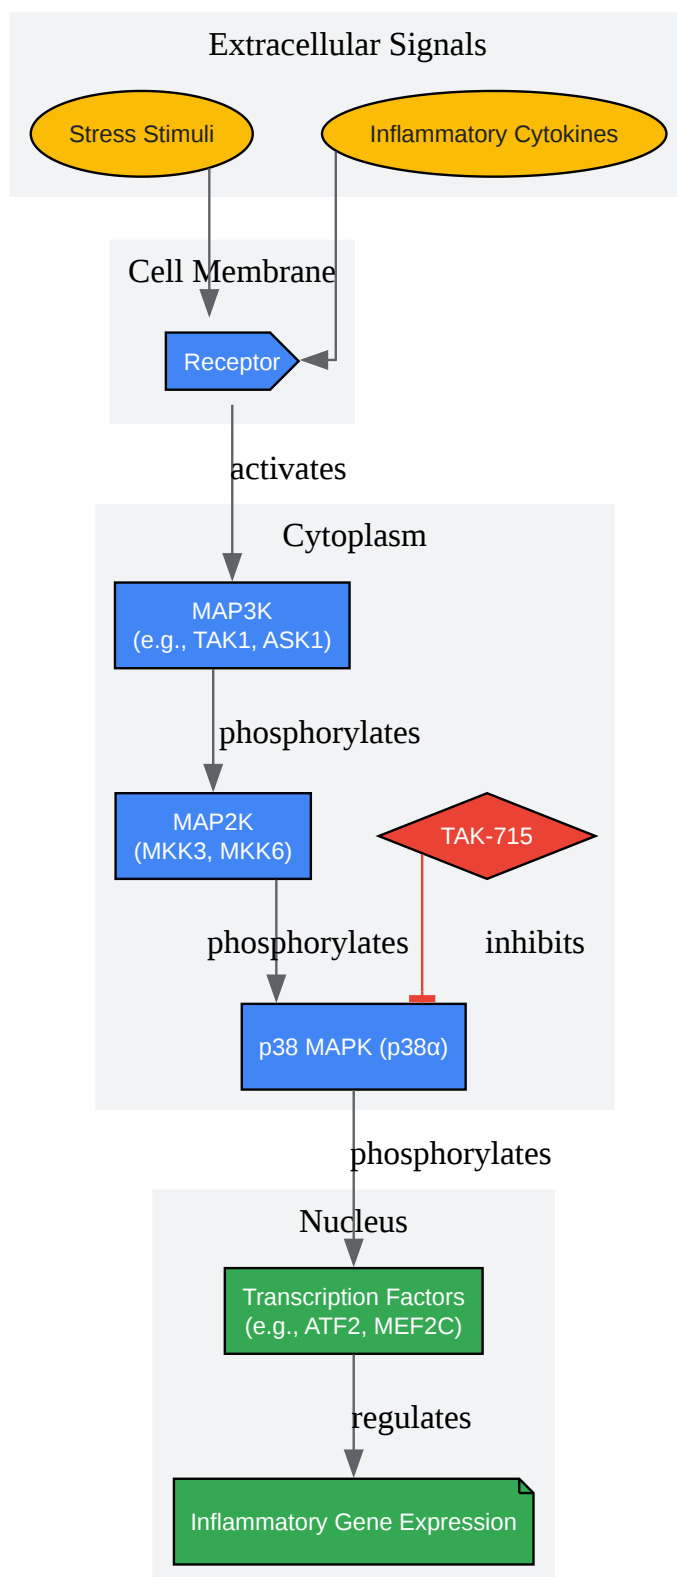 Extracellular Signals
Stress Stimuli
Inflammatory Cytokines
Cell Membrane
Receptor
activates
Cytoplasm
MAP3K
(e.g., TAK1, ASK1)
phosphorylates
MAP2K
(MKK3, MKK6)
TAK-715
phosphorylates
inhibits
p38 MAPK (p38α)
phosphorylates
Nucleus
Transcription Factors
(e.g., ATF2, MEF2C)
regulates
Inflammatory Gene Expression